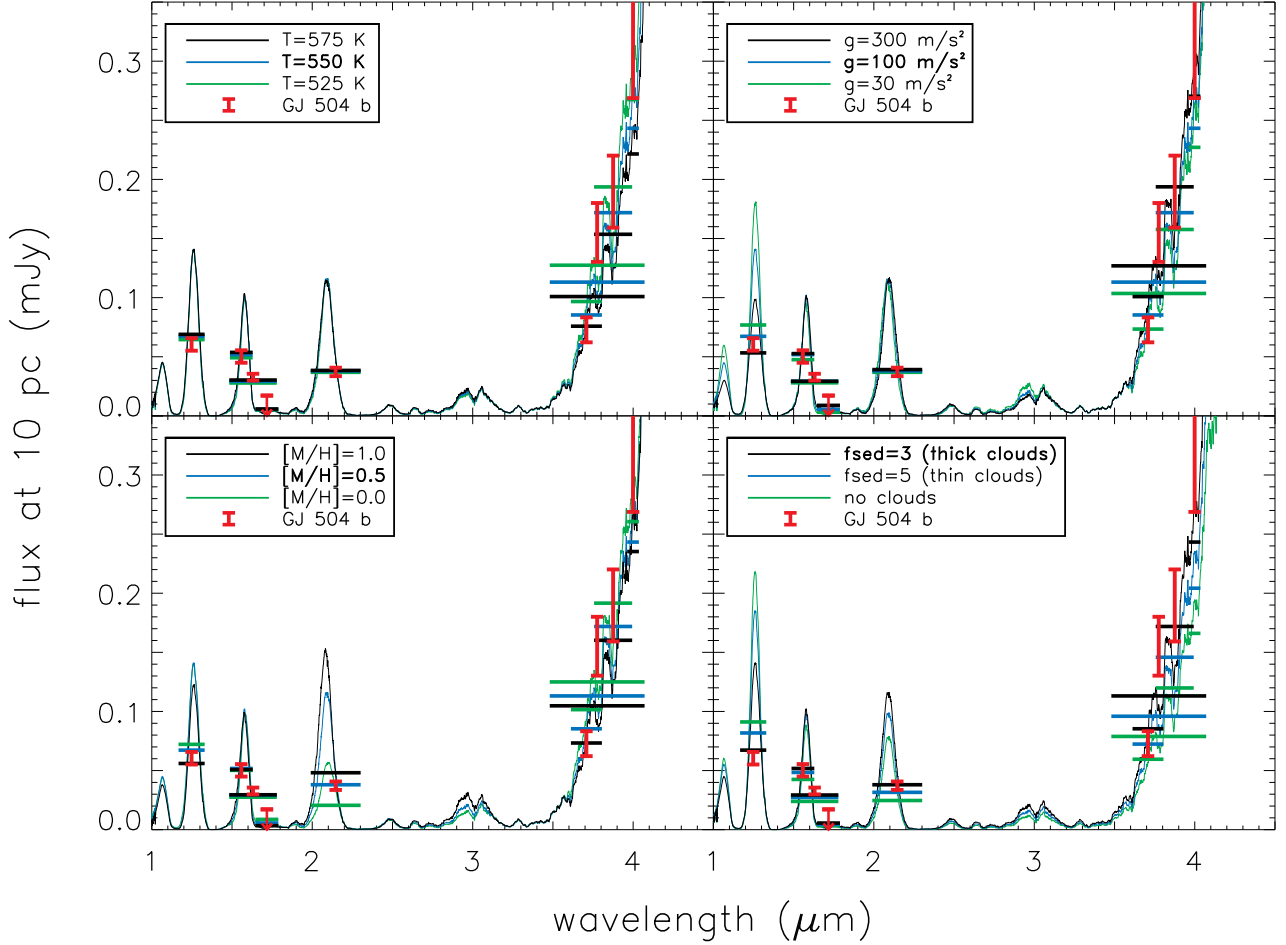 T=575 K
T=550 K
T=525 K
GJ 504 b
g=300 m/s²
g=100 m/s²
g=30 m/s²
GJ 504 b
0.3
0.2
0.1
0.0
[M/H]=1.0
[M/H]=0.5
[M/H]=0.0
GJ 504 b
fsed=3 (thick clouds)
fsed=5 (thin clouds)
no clouds
GJ 504 b
0.3
0.2
0.1
0.0
1 2 3 4 1 2 3 4
flux at 10 pc (mJy)
wavelength (μm)